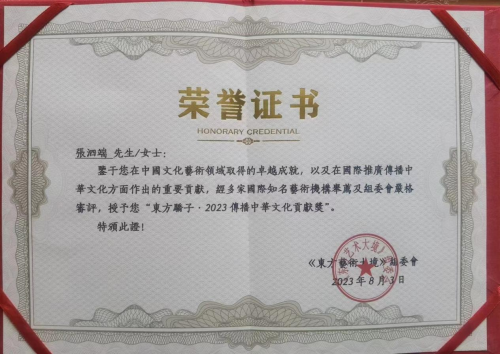 荣誉证书
HONORARY CREDENTIAL
張泗端 先生/女士:
鑒于您在中國文化藝術領域取得的卓越成就，以及在國際推廣傳播中
華文化方面作出的重要貢獻，經多家國際知名藝術機構舉薦及組委會嚴格
審評，授予您“東方驕子·2023傳播中華文化貢獻獎”。
特頒此證!
《東方藝術大境》組委會
2023年8月3日